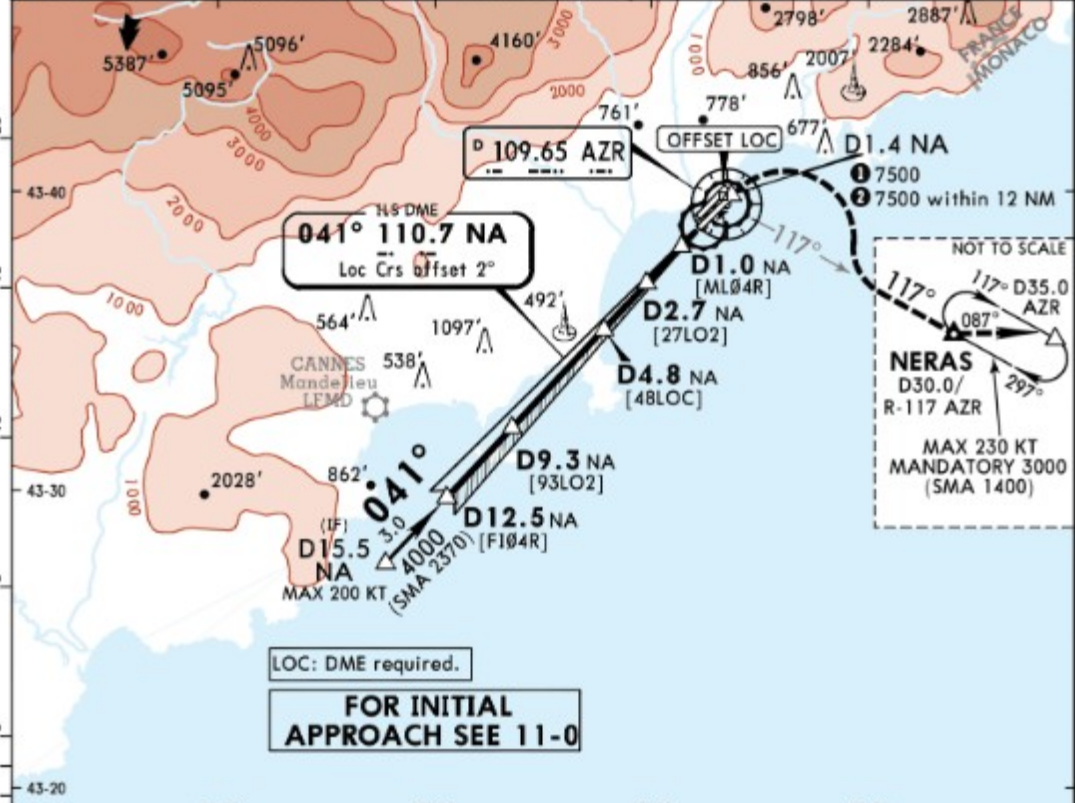 2798'
2887'
3000
5387'
5096'
5095'
4160'
1000
2007'
2284'
FRANCE
MONACO
856'
2000
4000
3000
761'
778'
677'
D 109.65 AZR
OFFSET LOC
D1.4 NA
1 7500
2 7500 within 12 NM
43-40
2000
ILS DME
041° 110.7 NA
Loc Crs offset 2°
117°
NOT TO SCALE
D1.0 NA
[MLØ4R]
117°
117° D35.0
AZR
087°
1000
564'
1097'
492'
D2.7 NA
[27LO2]
NERAS
D30.0/
R-117 AZR
297°
538'
CANNES
Mandelieu
LFMD
D4.8 NA
[48LOC]
MAX 230 KT
MANDATORY 3000
(SMA 1400)
D9.3 NA
[93LO2]
862'
041°
2028'
1000
43-30
D12.5 NA
[FIØ4R]
(IF)
D15.5
NA
MAX 200 KT
3.0
4000
(SMA 2370)
LOC: DME required.
FOR INITIAL
APPROACH SEE 11-0
43-20